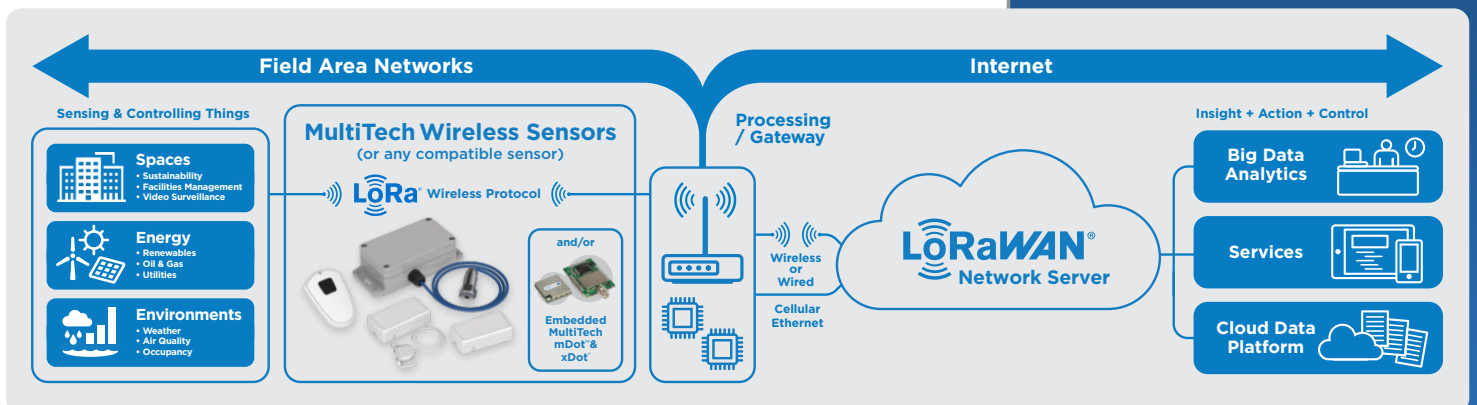 Field Area Networks
Internet
Sensing & Controlling Things
Spaces
• Sustainability
• Facilities Management
• Video Surveillance
Energy
• Renewables
• Oil & Gas
• Utilities
Environments
• Weather
• Air Quality
• Occupancy
MultiTech Wireless Sensors
(or any compatible sensor)
LoRa® Wireless Protocol
and/or
Embedded
MultiTech
mDot™&
xDot®
Processing
/ Gateway
Wireless
or
Wired
Cellular
Ethernet
LoRaWAN®
Network Server
Insight + Action + Control
Big Data
Analytics
Services
Cloud Data
Platform